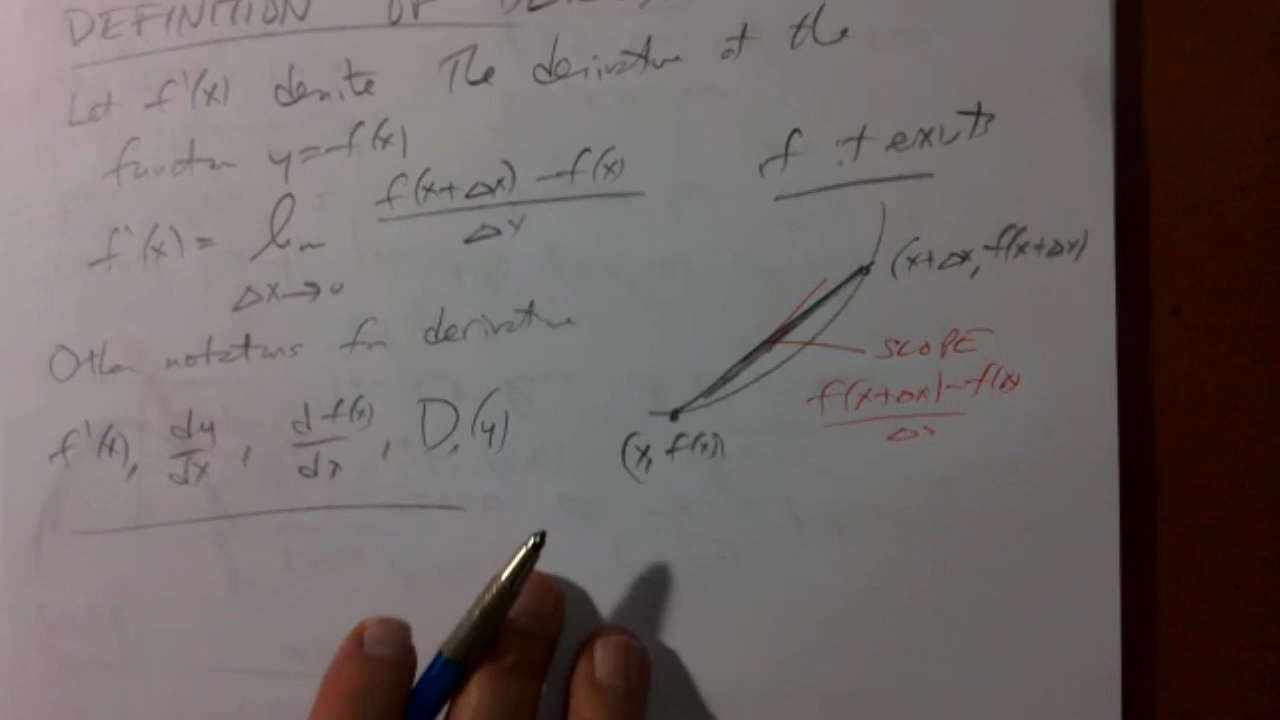 DEFINITION OF
Let f'(x) denote The derivative at the
function y=f(x)
if it exists
f'(x) = lim f(x+Δx) -f(x) / Δx
Δx→0
(x+Δx, f(x+Δx)
Other notations for derivative
SLOPE
f(x+Δx)-f(x) / Δx
f'(x), dy/dx, d f(x)/dx, Dx(y)
(x, f(x))